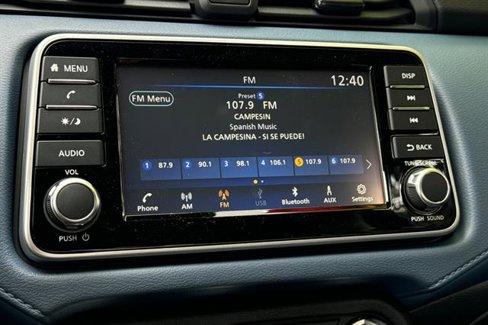 MENU
AUDIO
VOL
PUSH
FM
12:40
FM Menu
Preset 5
107.9 FM
CAMPESIN
Spanish Music
LA CAMPESINA - SI SE PUEDE!
1 87.9 2 90.1 3 98.1 4 106.1 5 107.9 6 107.9
Phone AM FM USB Bluetooth AUX Settings
DISP
BACK
TUNE·SCROLL
PUSH SOUND